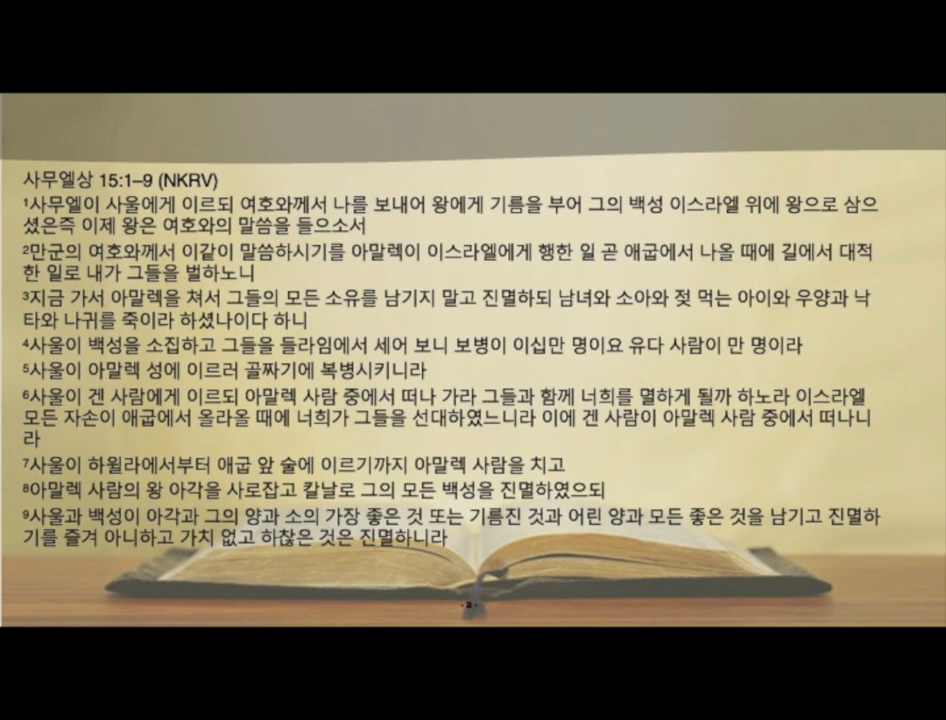 사무엘상 15:1–9 (NKRV)
¹사무엘이 사울에게 이르되 여호와께서 나를 보내어 왕에게 기름을 부어 그의 백성 이스라엘 위에 왕으로 삼으
셨은즉 이제 왕은 여호와의 말씀을 들으소서
²만군의 여호와께서 이같이 말씀하시기를 아말렉이 이스라엘에게 행한 일 곧 애굽에서 나올 때에 길에서 대적
한 일로 내가 그들을 벌하노니
³지금 가서 아말렉을 쳐서 그들의 모든 소유를 남기지 말고 진멸하되 남녀와 소아와 젖 먹는 아이와 우양과 낙
타와 나귀를 죽이라 하셨나이다 하니
⁴사울이 백성을 소집하고 그들을 들라임에서 세어 보니 보병이 이십만 명이요 유다 사람이 만 명이라
⁵사울이 아말렉 성에 이르러 골짜기에 복병시키니라
⁶사울이 겐 사람에게 이르되 아말렉 사람 중에서 떠나 가라 그들과 함께 너희를 멸하게 될까 하노라 이스라엘
모든 자손이 애굽에서 올라올 때에 너희가 그들을 선대하였느니라 이에 겐 사람이 아말렉 사람 중에서 떠나니
라
⁷사울이 하윌라에서부터 애굽 앞 술에 이르기까지 아말렉 사람을 치고
⁸아말렉 사람의 왕 아각을 사로잡고 칼날로 그의 모든 백성을 진멸하였으되
⁹사울과 백성이 아각과 그의 양과 소의 가장 좋은 것 또는 기름진 것과 어린 양과 모든 좋은 것을 남기고 진멸하
기를 즐겨 아니하고 가치 없고 하찮은 것은 진멸하니라